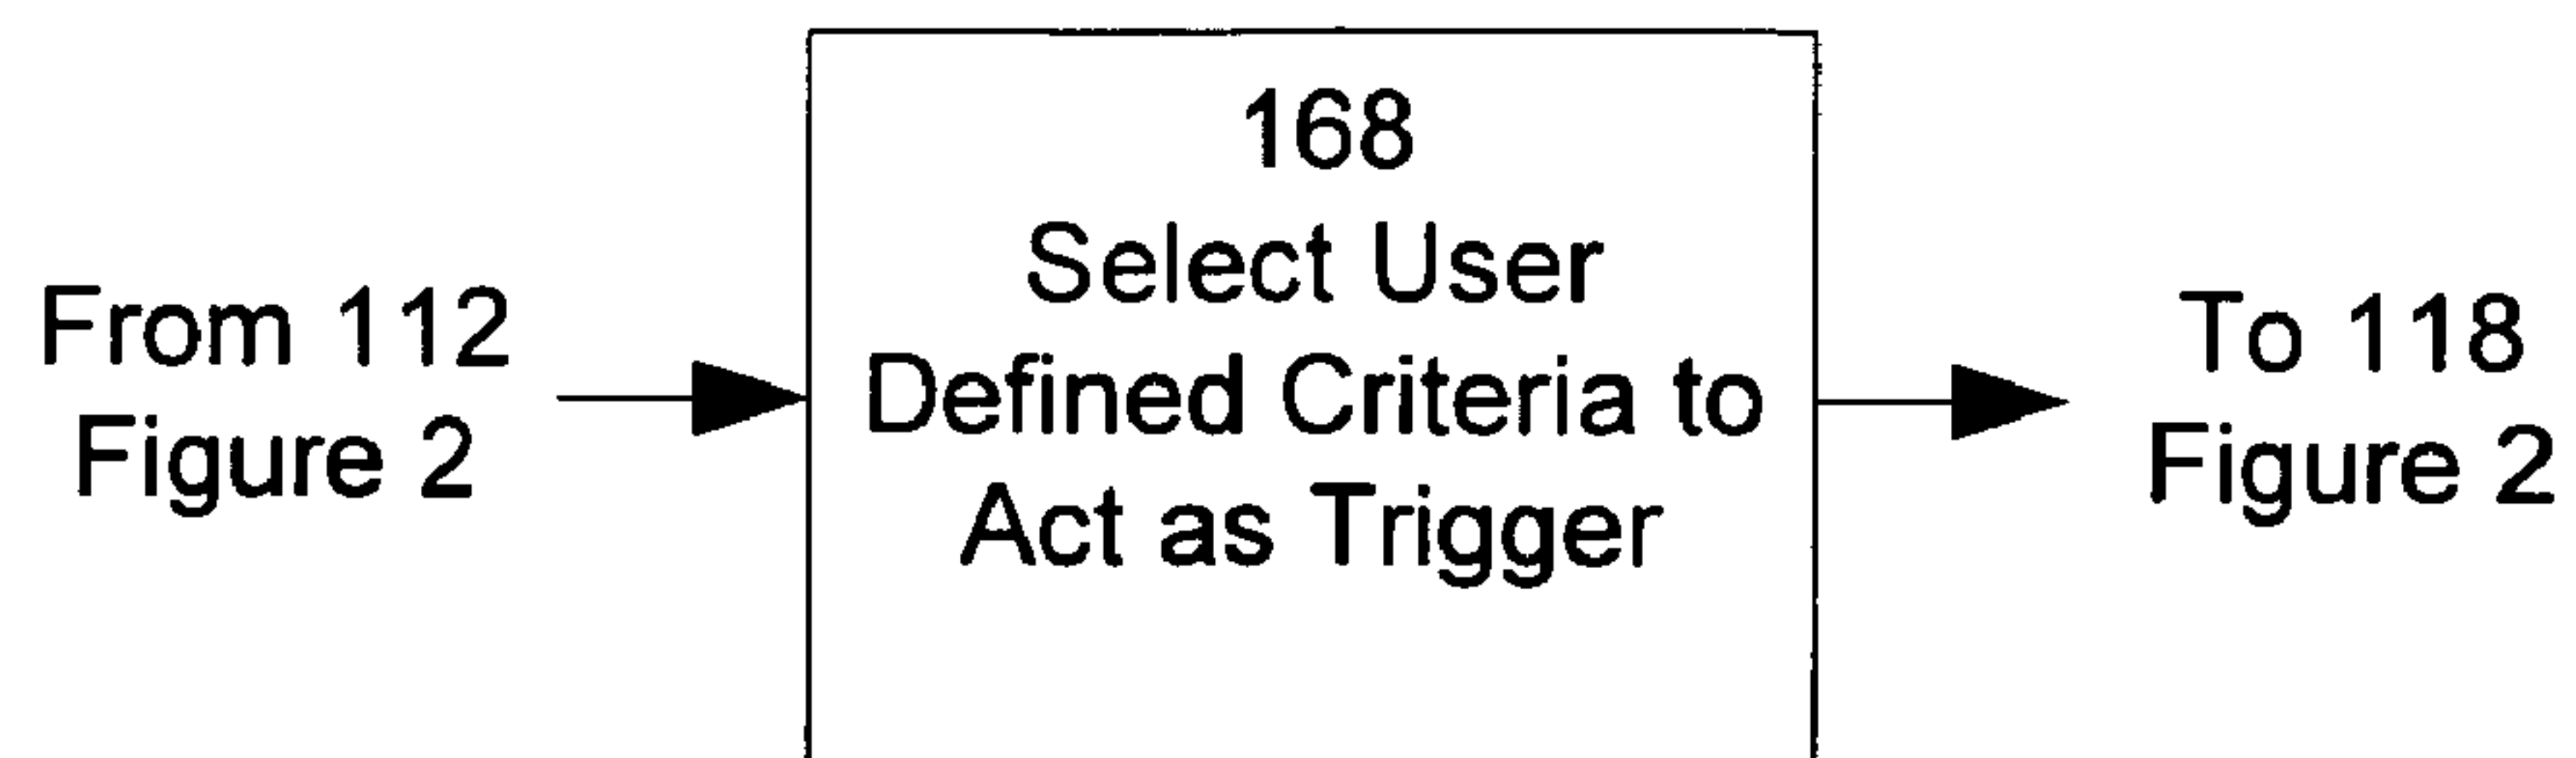 From 112
Figure 2
168
Select User
Defined Criteria to
Act as Trigger
To 118
Figure 2